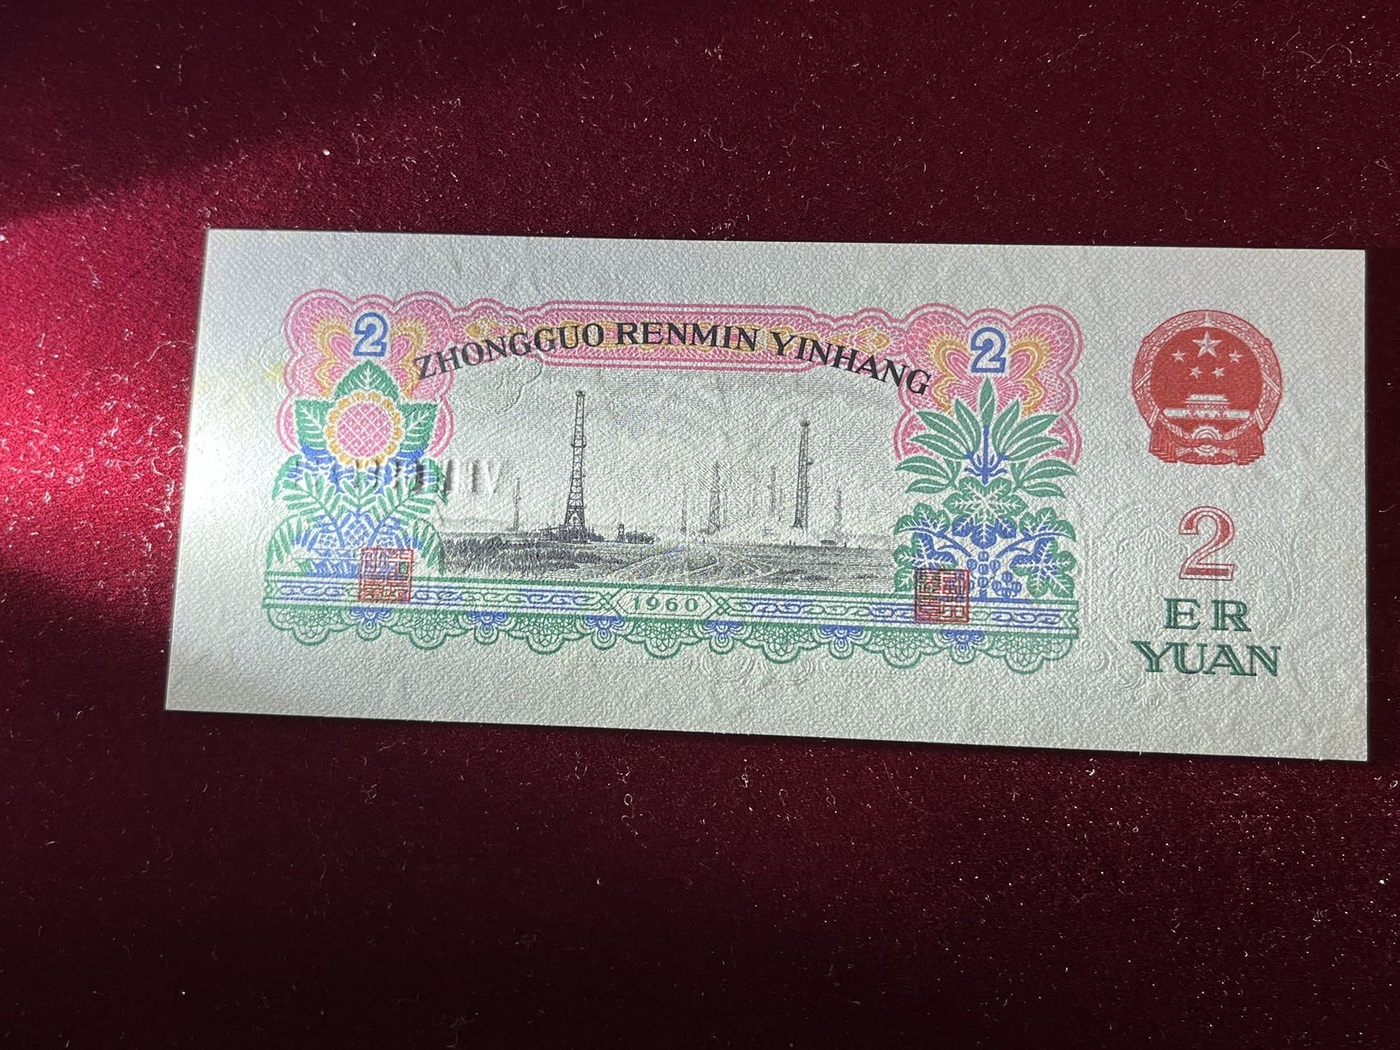 2
ZHONGGUO RENMIN YINHANG
2
1960
2
ER
YUAN